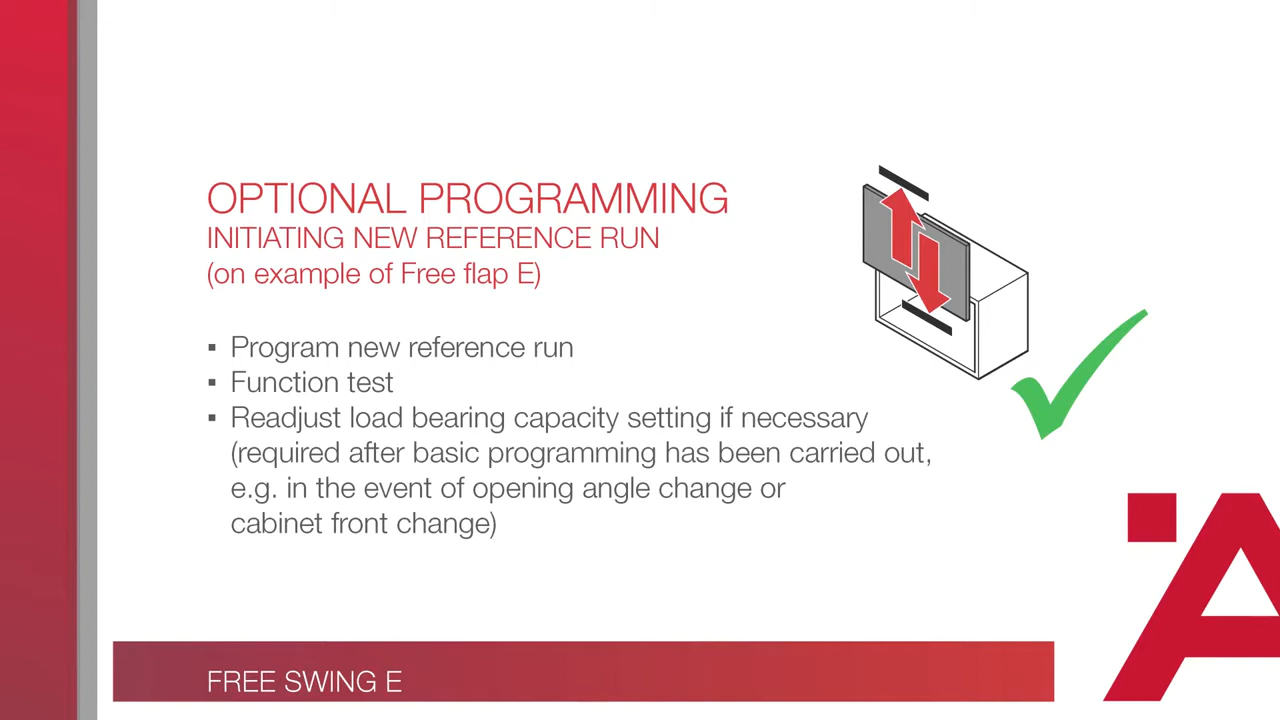 OPTIONAL PROGRAMMING
INITIATING NEW REFERENCE RUN
(on example of Free flap E)
▪ Program new reference run
▪ Function test
▪ Readjust load bearing capacity setting if necessary
(required after basic programming has been carried out,
e.g. in the event of opening angle change or
cabinet front change)
FREE SWING E